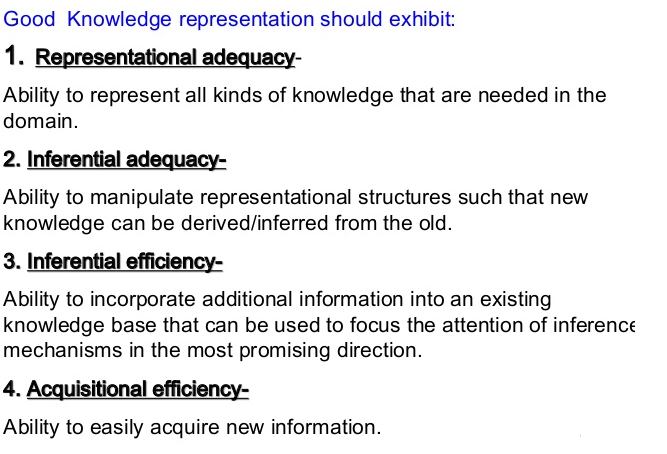 Good Knowledge representation should exhibit:
1. Representational adequacy-
Ability to represent all kinds of knowledge that are needed in the
domain.
2. Inferential adequacy-
Ability to manipulate representational structures such that new
knowledge can be derived/inferred from the old.
3. Inferential efficiency-
Ability to incorporate additional information into an existing
knowledge base that can be used to focus the attention of inference
mechanisms in the most promising direction.
4. Acquisitional efficiency-
Ability to easily acquire new information.